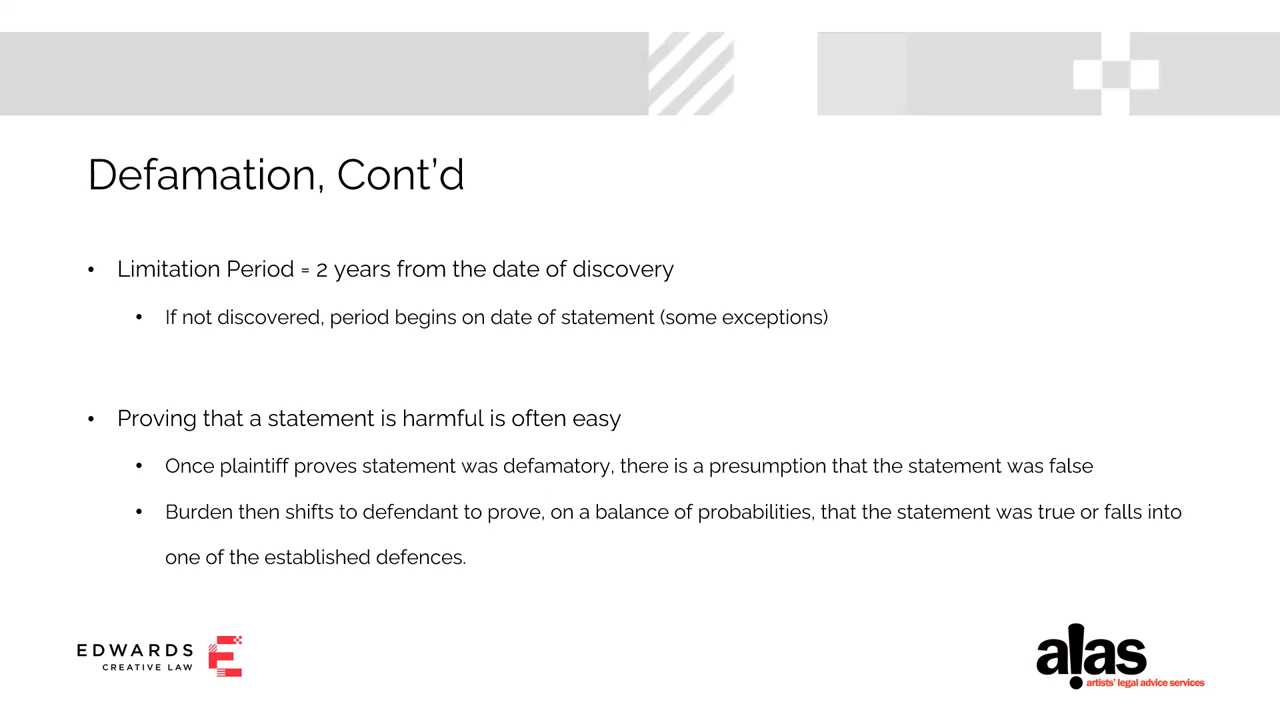 Defamation, Cont’d
• Limitation Period = 2 years from the date of discovery
• If not discovered, period begins on date of statement (some exceptions)
• Proving that a statement is harmful is often easy
• Once plaintiff proves statement was defamatory, there is a presumption that the statement was false
• Burden then shifts to defendant to prove, on a balance of probabilities, that the statement was true or falls into
one of the established defences.
EDWARDS
CREATIVE LAW
E
a!as
artists' legal advice services